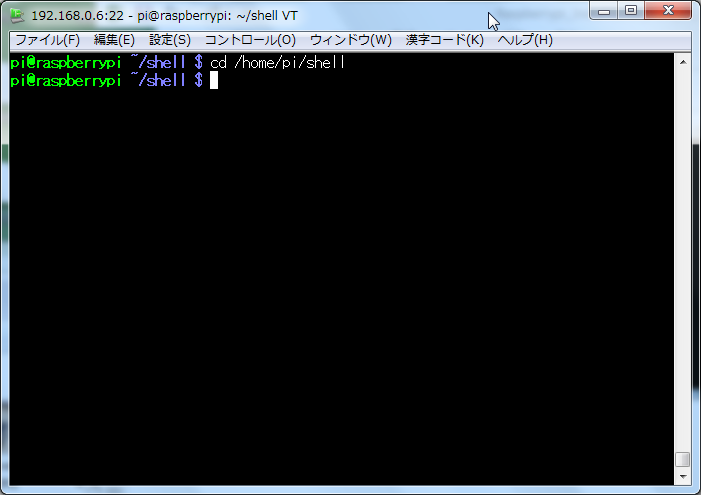 192.168.0.6:22 - pi@raspberrypi: ~/shell VT
ファイル(F) 編集(E) 設定(S) コントロール(O) ウィンドウ(W) 漢字コード(K) ヘルプ(H)
pi@raspberrypi ~/shell $ cd /home/pi/shell
pi@raspberrypi ~/shell $